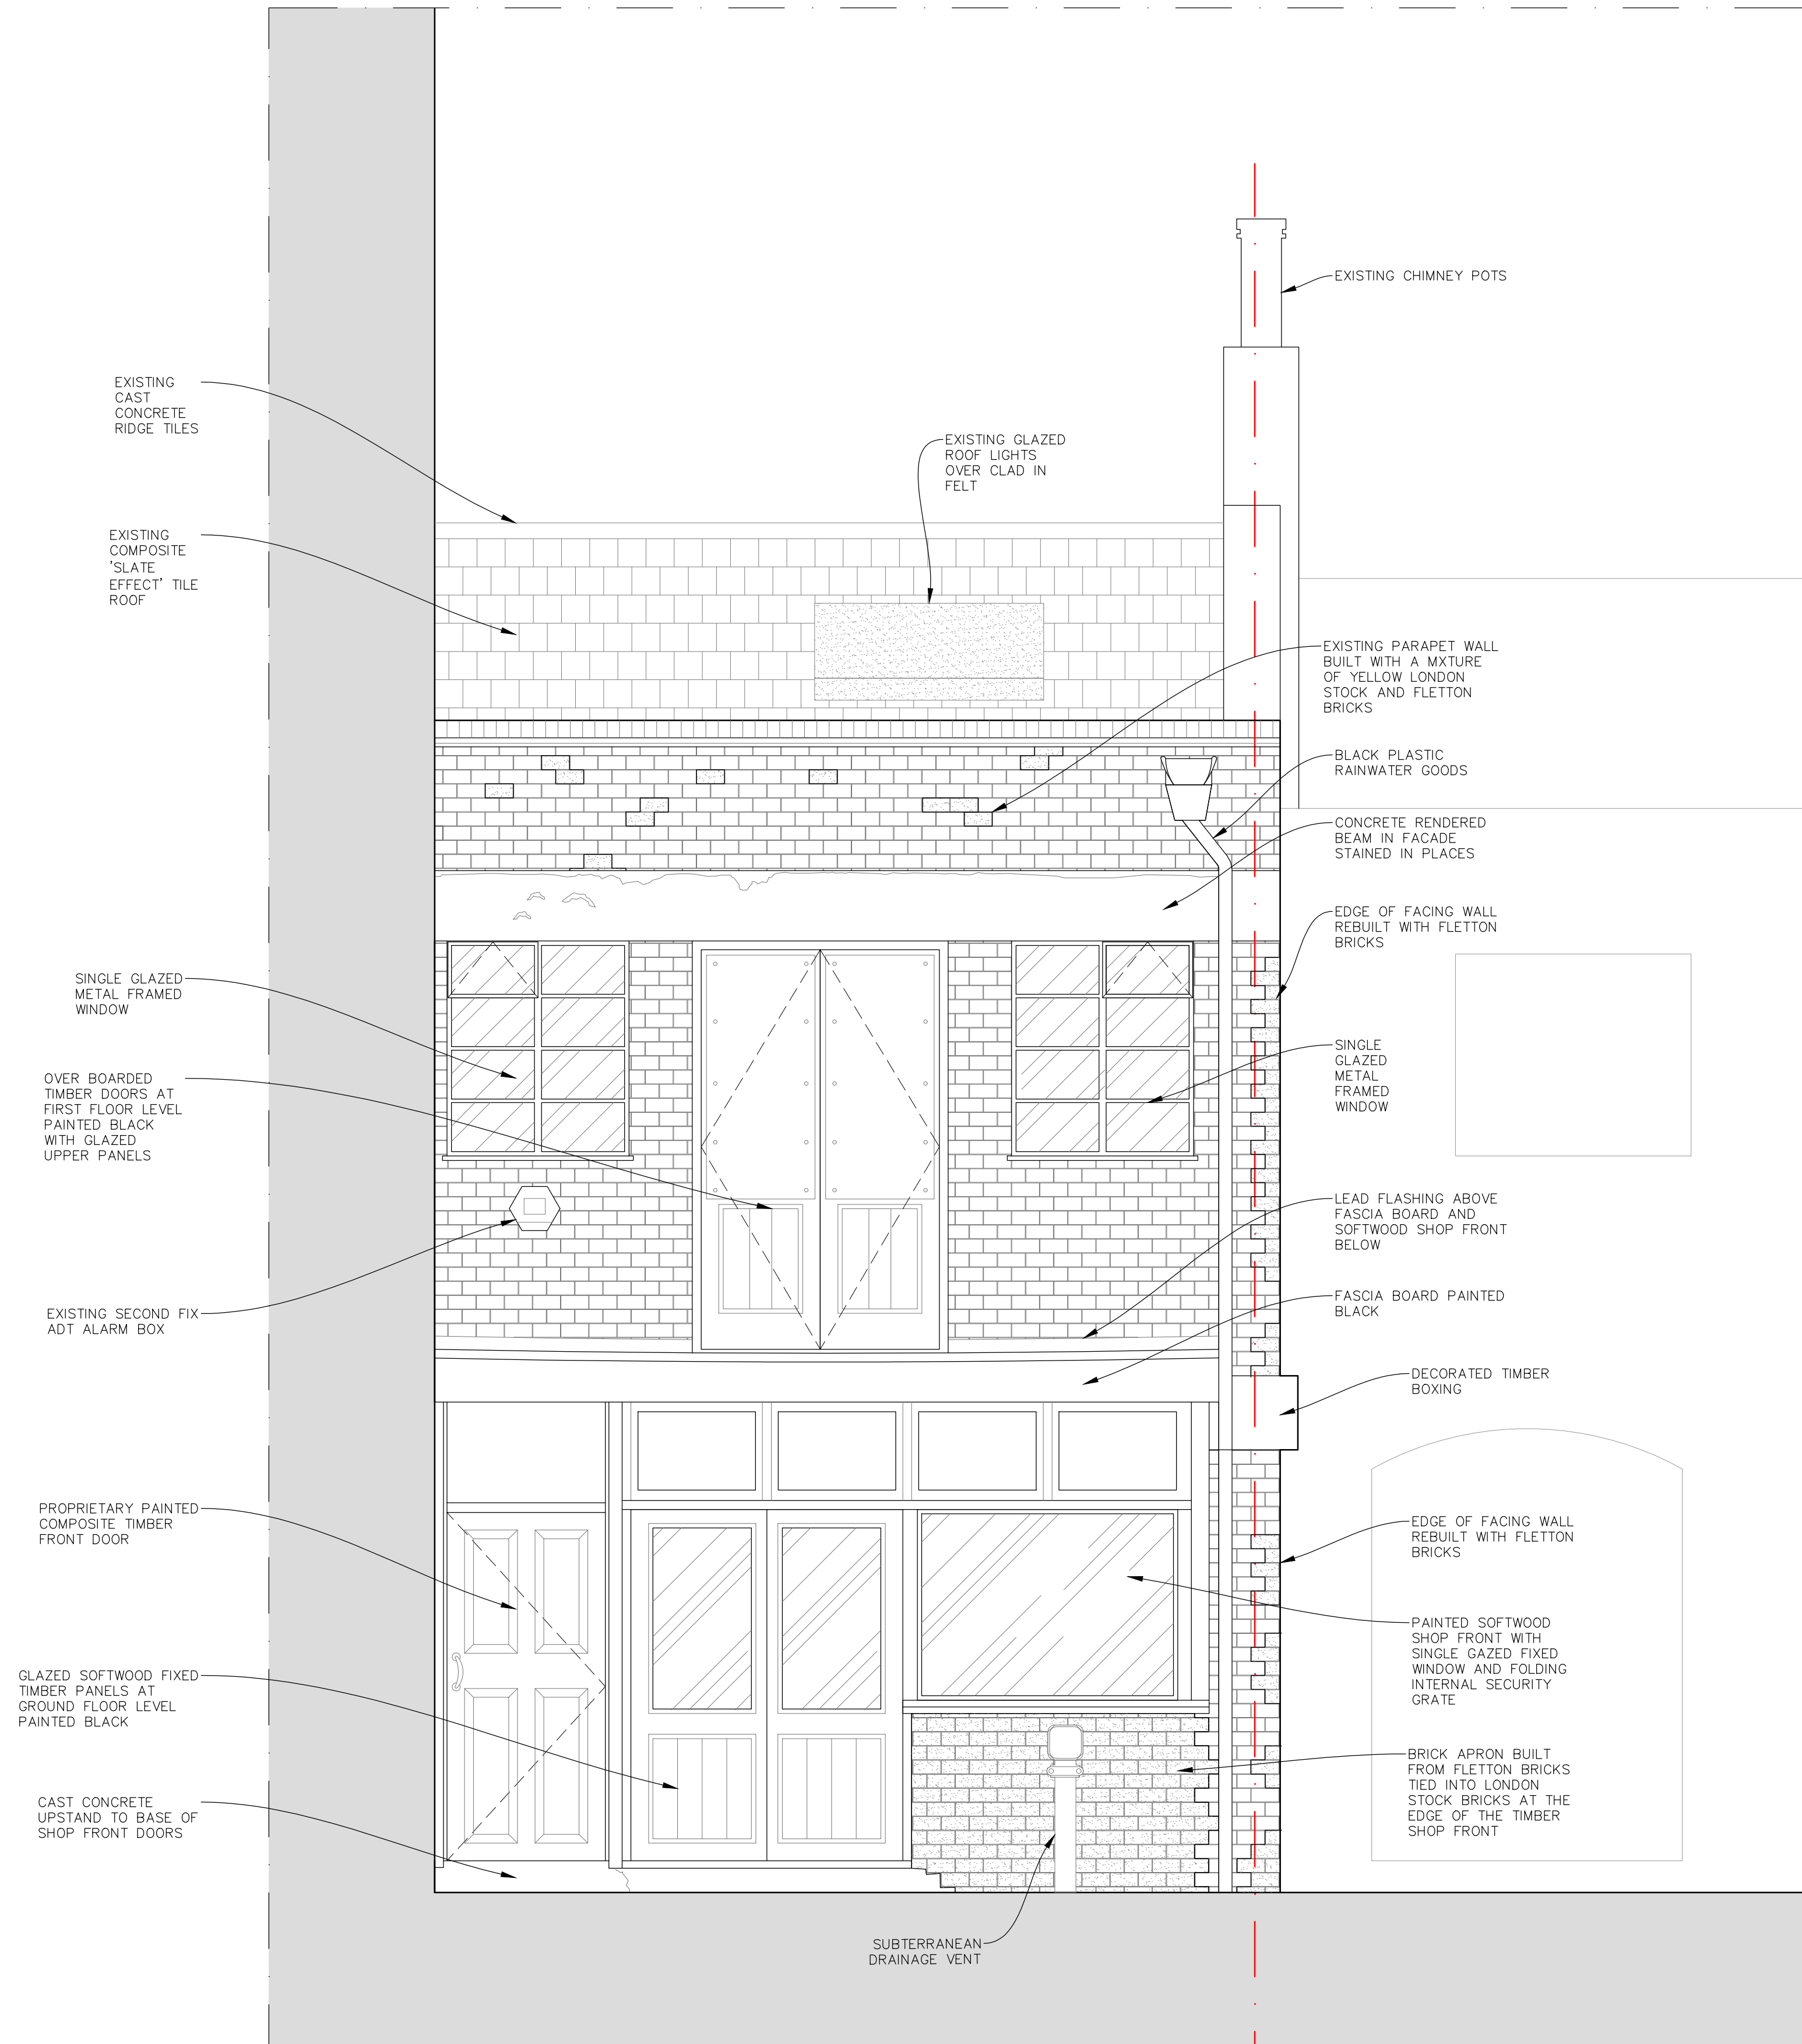 EXISTING CHIMNEY POTS
EXISTING
CAST
CONCRETE
RIDGE TILES
EXISTING GLAZED
ROOF LIGHTS
OVER CLAD IN
FELT
EXISTING
COMPOSITE
'SLATE
EFFECT' TILE
ROOF
EXISTING PARAPET WALL
BUILT WITH A MXTURE
OF YELLOW LONDON
STOCK AND FLETTON
BRICKS
BLACK PLASTIC
RAINWATER GOODS
CONCRETE RENDERED
BEAM IN FACADE
STAINED IN PLACES
EDGE OF FACING WALL
REBUILT WITH FLETTON
BRICKS
SINGLE GLAZED
METAL FRAMED
WINDOW
SINGLE
GLAZED
METAL
FRAMED
WINDOW
OVER BOARDED
TIMBER DOORS AT
FIRST FLOOR LEVEL
PAINTED BLACK
WITH GLAZED
UPPER PANELS
LEAD FLASHING ABOVE
FASCIA BOARD AND
SOFTWOOD SHOP FRONT
BELOW
EXISTING SECOND FIX
ADT ALARM BOX
FASCIA BOARD PAINTED
BLACK
DECORATED TIMBER
BOXING
PROPRIETARY PAINTED
COMPOSITE TIMBER
FRONT DOOR
EDGE OF FACING WALL
REBUILT WITH FLETTON
BRICKS
PAINTED SOFTWOOD
SHOP FRONT WITH
SINGLE GAZED FIXED
WINDOW AND FOLDING
INTERNAL SECURITY
GRATE
GLAZED SOFTWOOD FIXED
TIMBER PANELS AT
GROUND FLOOR LEVEL
PAINTED BLACK
BRICK APRON BUILT
FROM FLETTON BRICKS
TIED INTO LONDON
STOCK BRICKS AT THE
EDGE OF THE TIMBER
SHOP FRONT
CAST CONCRETE
UPSTAND TO BASE OF
SHOP FRONT DOORS
SUBTERRANEAN
DRAINAGE VENT